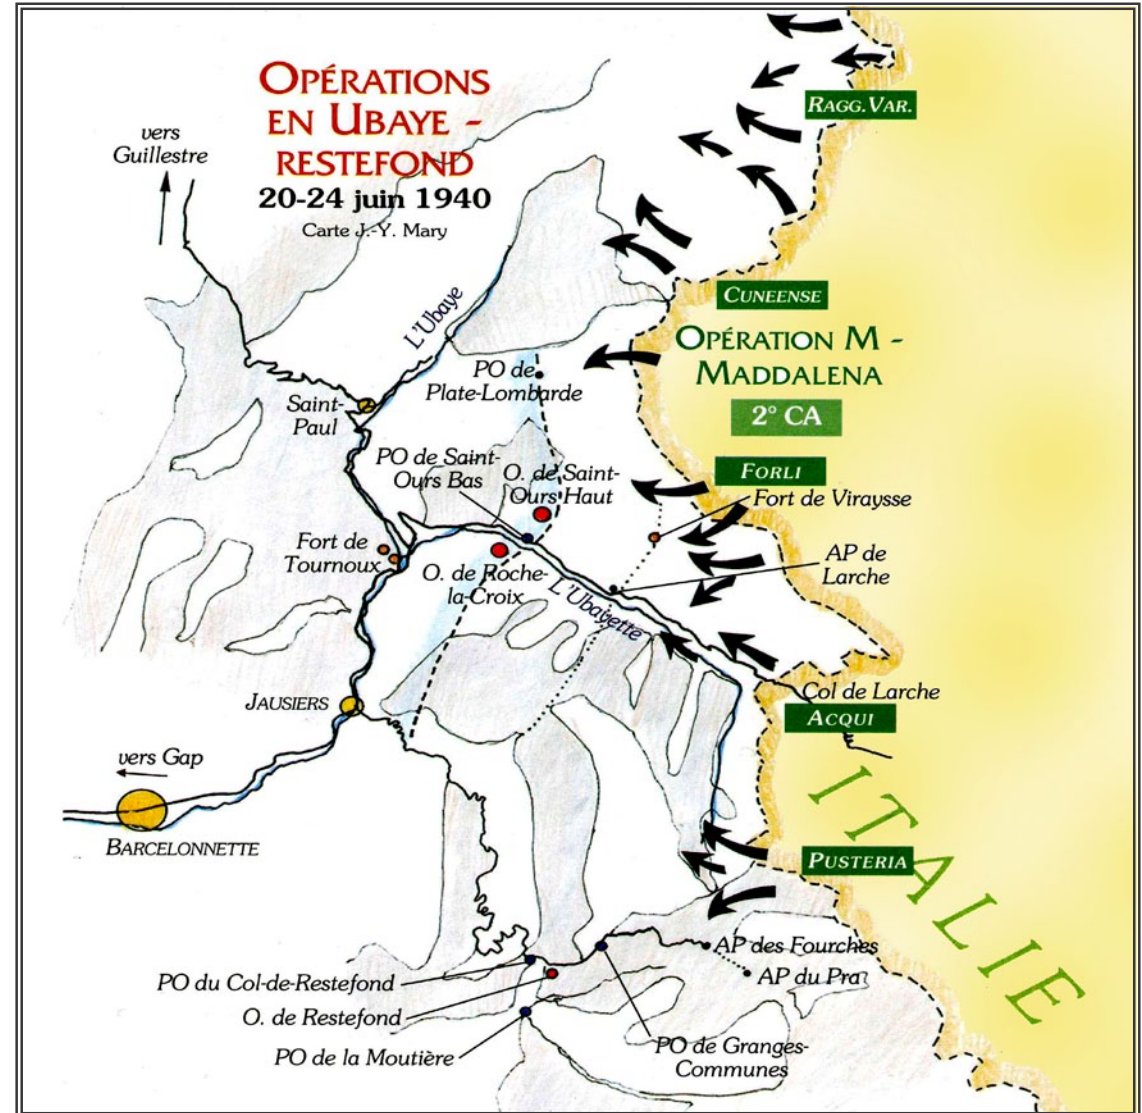 OPÉRATIONS
EN UBAYE -
RESTEFOND
20-24 juin 1940
Carte J.-Y. Mary
vers
Guillestre
RAGG. VAR.
CUNEENSE
OPÉRATION M -
MADDALENA
2° CA
L'Ubaye
PO de
Plate-Lombarde
Saint-
Paul
PO de Saint-
Ours Bas
O. de Saint-
Ours Haut
FORLI
Fort de Viraysse
Fort de
Tournoux
O. de Roche-
la-Croix
L'Ubayette
AP de
Larche
JAUSIERS
Col de Larche
ACQUI
vers Gap
BARCELONNETTE
ITALIE
PUSTERIA
AP des Fourches
AP du Pra
PO du Col-de-Restefond
O. de Restefond
PO de la Moutière
PO de Granges-
Communes